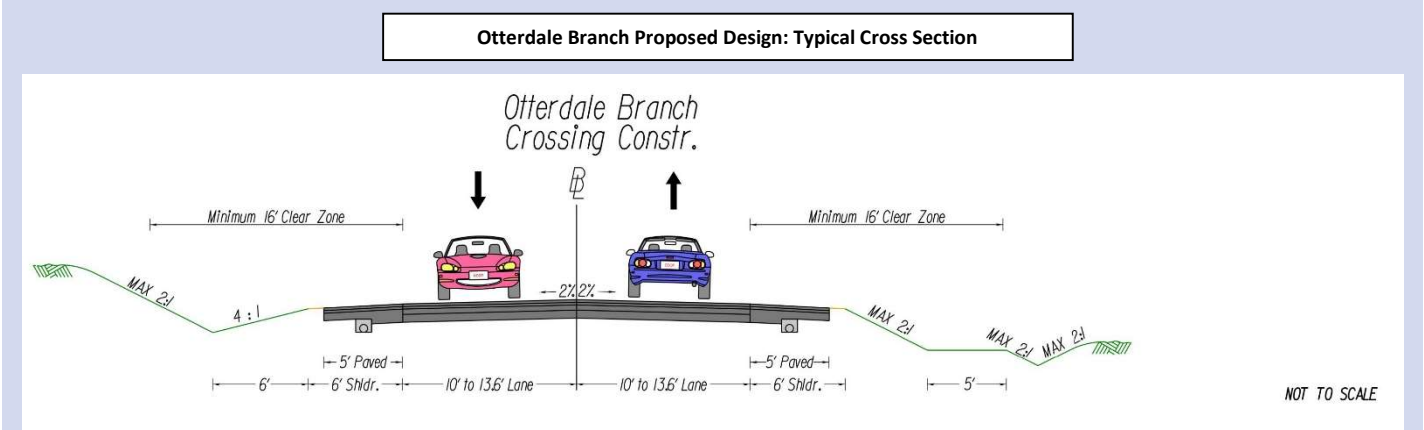 Otterdale Branch Proposed Design: Typical Cross Section
Otterdale Branch
Crossing Constr.
BL
Minimum 16' Clear Zone
Minimum 16' Clear Zone
MAX 2:1
4 : 1
2%
2%
MAX 2:1
MAX 2:1
MAX 2:1
5' Paved
5' Paved
6'
6' Shldr.
10' to 13.6' Lane
10' to 13.6' Lane
6' Shldr.
5'
NOT TO SCALE